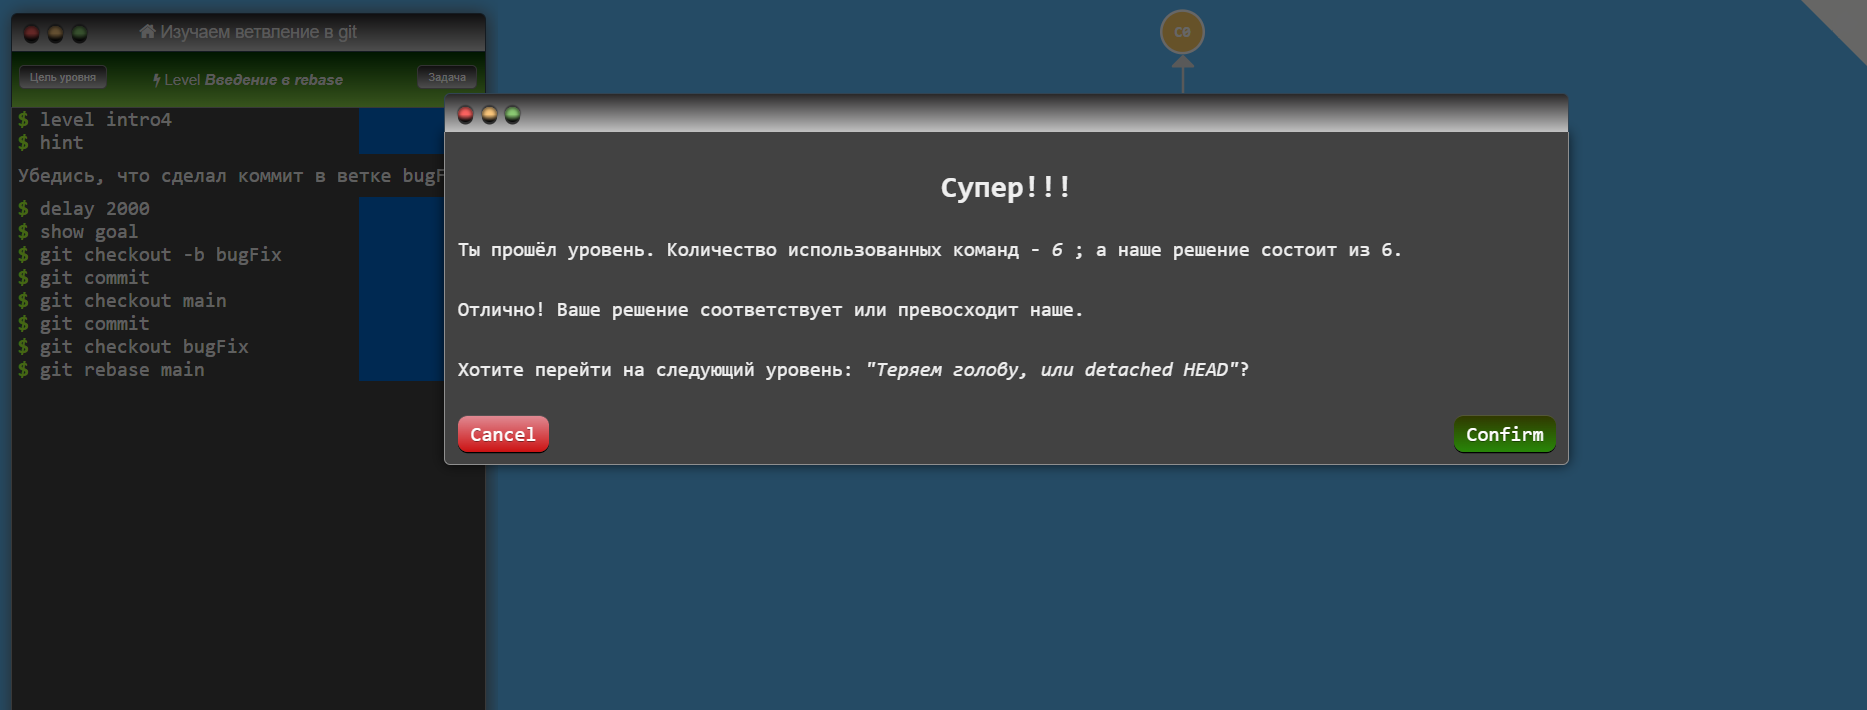 Изучаем ветвление в git
Цель уровня
Level Введение в rebase
Задача
$ level intro4
$ hint
Убедись, что сделал коммит в ветке bugF
$ delay 2000
$ show goal
$ git checkout -b bugFix
$ git commit
$ git checkout main
$ git commit
$ git checkout bugFix
$ git rebase main
C0
Супер!!!
Ты прошёл уровень. Количество использованных команд - 6 ; а наше решение состоит из 6.
Отлично! Ваше решение соответствует или превосходит наше.
Хотите перейти на следующий уровень: "Теряем голову, или detached HEAD"?
Cancel
Confirm